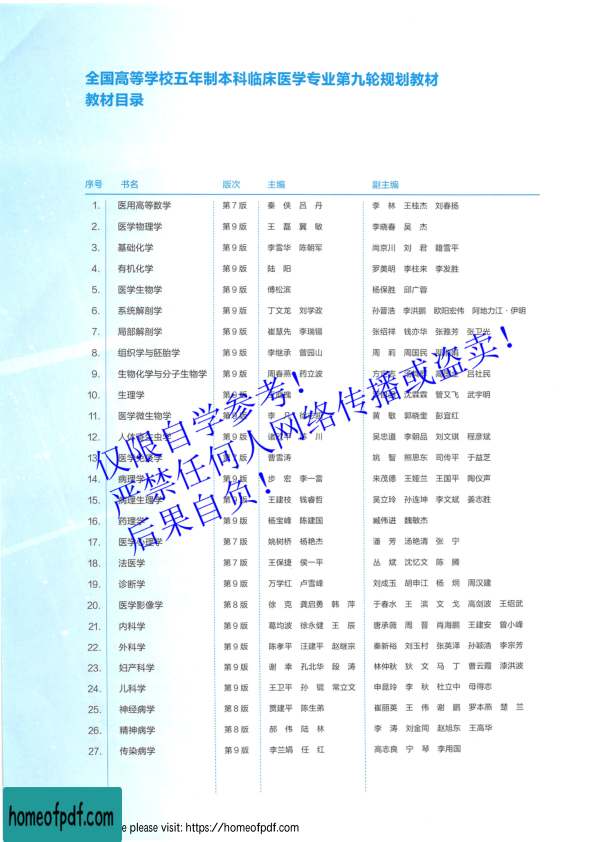 全国高等学校五年制本科临床医学专业第九轮规划教材
教材目录
序号 书名 版次 主编 副主编
1. 医用高等数学 第7版 秦 侠 吕 丹 李 林 王桂杰 刘春扬
2. 医学物理学 第9版 王 磊 冀 敏 李晓春 吴 杰
3. 基础化学 第9版 李雪华 陈朝军 尚京川 刘 君 籍雪平
4. 有机化学 第9版 陆 阳 罗美明 李柱来 李发胜
5. 医学生物学 第9版 傅松滨 杨保胜 邱广蓉
6. 系统解剖学 第9版 丁文龙 刘学政 孙晋浩 李洪鹏 欧阳宏伟 阿地力江·伊明
7. 局部解剖学 第9版 崔慧先 李瑞锡 张绍祥 钱亦华 张雅芳 张卫光
8. 组织学与胚胎学 第9版 李继承 曾园山 周 莉 周国民
9. 生物化学与分子生物学 第9版 周春燕 药立波 吕社民
10. 生理学 第9版 沈霖霖 管又飞 武宇明
11. 医学微生物学 第9版 李 凡 黄 敏 郭晓奎 彭宜红
12. 人体寄生虫学 第9版 诸 川 吴忠道 李朝品 刘文琪 程彦斌
13. 医学免疫学 第7版 曹雪涛 姚 智 熊思东 司传平 于益芝
14. 病理学 第9版 步 宏 李一雷 来茂德 王娅兰 王国平 陶仪声
15. 病理生理学 第9版 王建枝 钱睿哲 吴立玲 孙连坤 李文斌 姜志胜
16. 药理学 第9版 杨宝峰 陈建国 臧伟进 魏敏杰
17. 医学心理学 第7版 姚树桥 杨艳杰 潘 芳 汤艳清 张 宁
18. 法医学 第7版 王保捷 侯一平 丛 斌 沈忆文 陈 腾
19. 诊断学 第9版 万学红 卢雪峰 刘成玉 胡申江 杨 炯 周汉建
20. 医学影像学 第8版 徐 克 龚启勇 韩 萍 于春水 王 滨 文 戈 高剑波 王绍武
21. 内科学 第9版 葛均波 徐永健 王 辰 唐承薇 周 晋 肖海鹏 王建安 曾小峰
22. 外科学 第9版 陈孝平 汪建平 赵继宗 秦新裕 刘玉村 张英泽 孙颖浩 李宗芳
23. 妇产科学 第9版 谢 幸 孔北华 段 涛 林仲秋 狄 文 马 丁 曹云霞 漆洪波
24. 儿科学 第9版 王卫平 孙 锟 常立文 申昆玲 李 秋 杜立中 母得志
25. 神经病学 第8版 贾建平 陈生弟 崔丽英 王 伟 谢 鹏 罗本燕 楚 兰
26. 精神病学 第8版 郝 伟 陆 林 李 涛 刘金同 赵旭东 王高华
27. 传染病学 第9版 李兰娟 任 红 高志良 宁 琴 李用国
仅限自学参考！
严禁任何人网络传播或盗卖！
后果自负！
homeofpdf.com
e please visit: https://homeofpdf.com